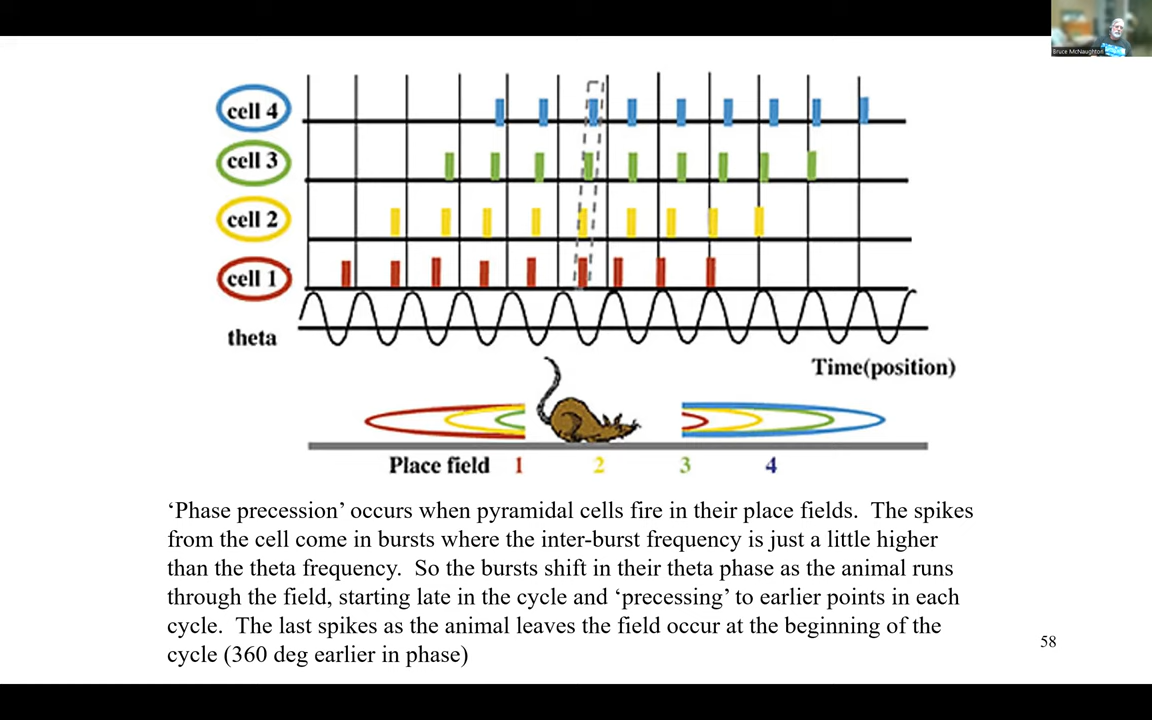 Bruce McNaughton
cell 4
cell 3
cell 2
cell 1
theta
Time(position)
Place field 1 2 3 4
‘Phase precession’ occurs when pyramidal cells fire in their place fields. The spikes
from the cell come in bursts where the inter-burst frequency is just a little higher
than the theta frequency. So the bursts shift in their theta phase as the animal runs
through the field, starting late in the cycle and ‘precessing’ to earlier points in each
cycle. The last spikes as the animal leaves the field occur at the beginning of the
cycle (360 deg earlier in phase)
58